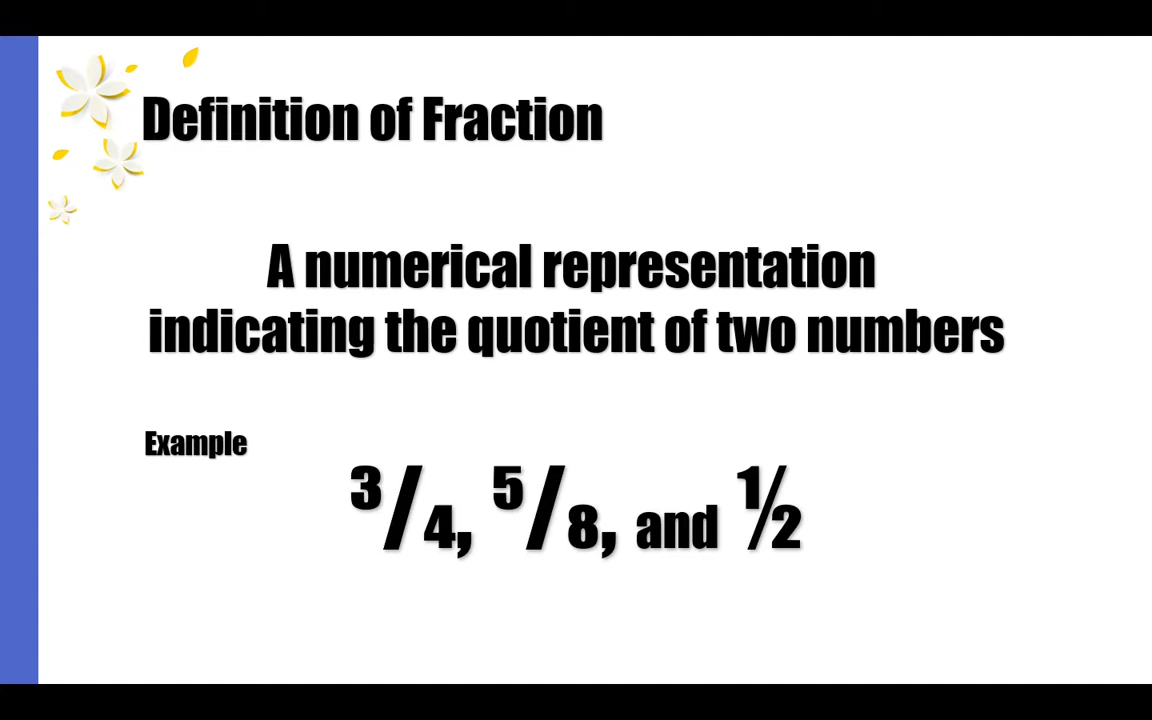 Definition of Fraction
A numerical representation
indicating the quotient of two numbers
Example
3/4, 5/8, and ½